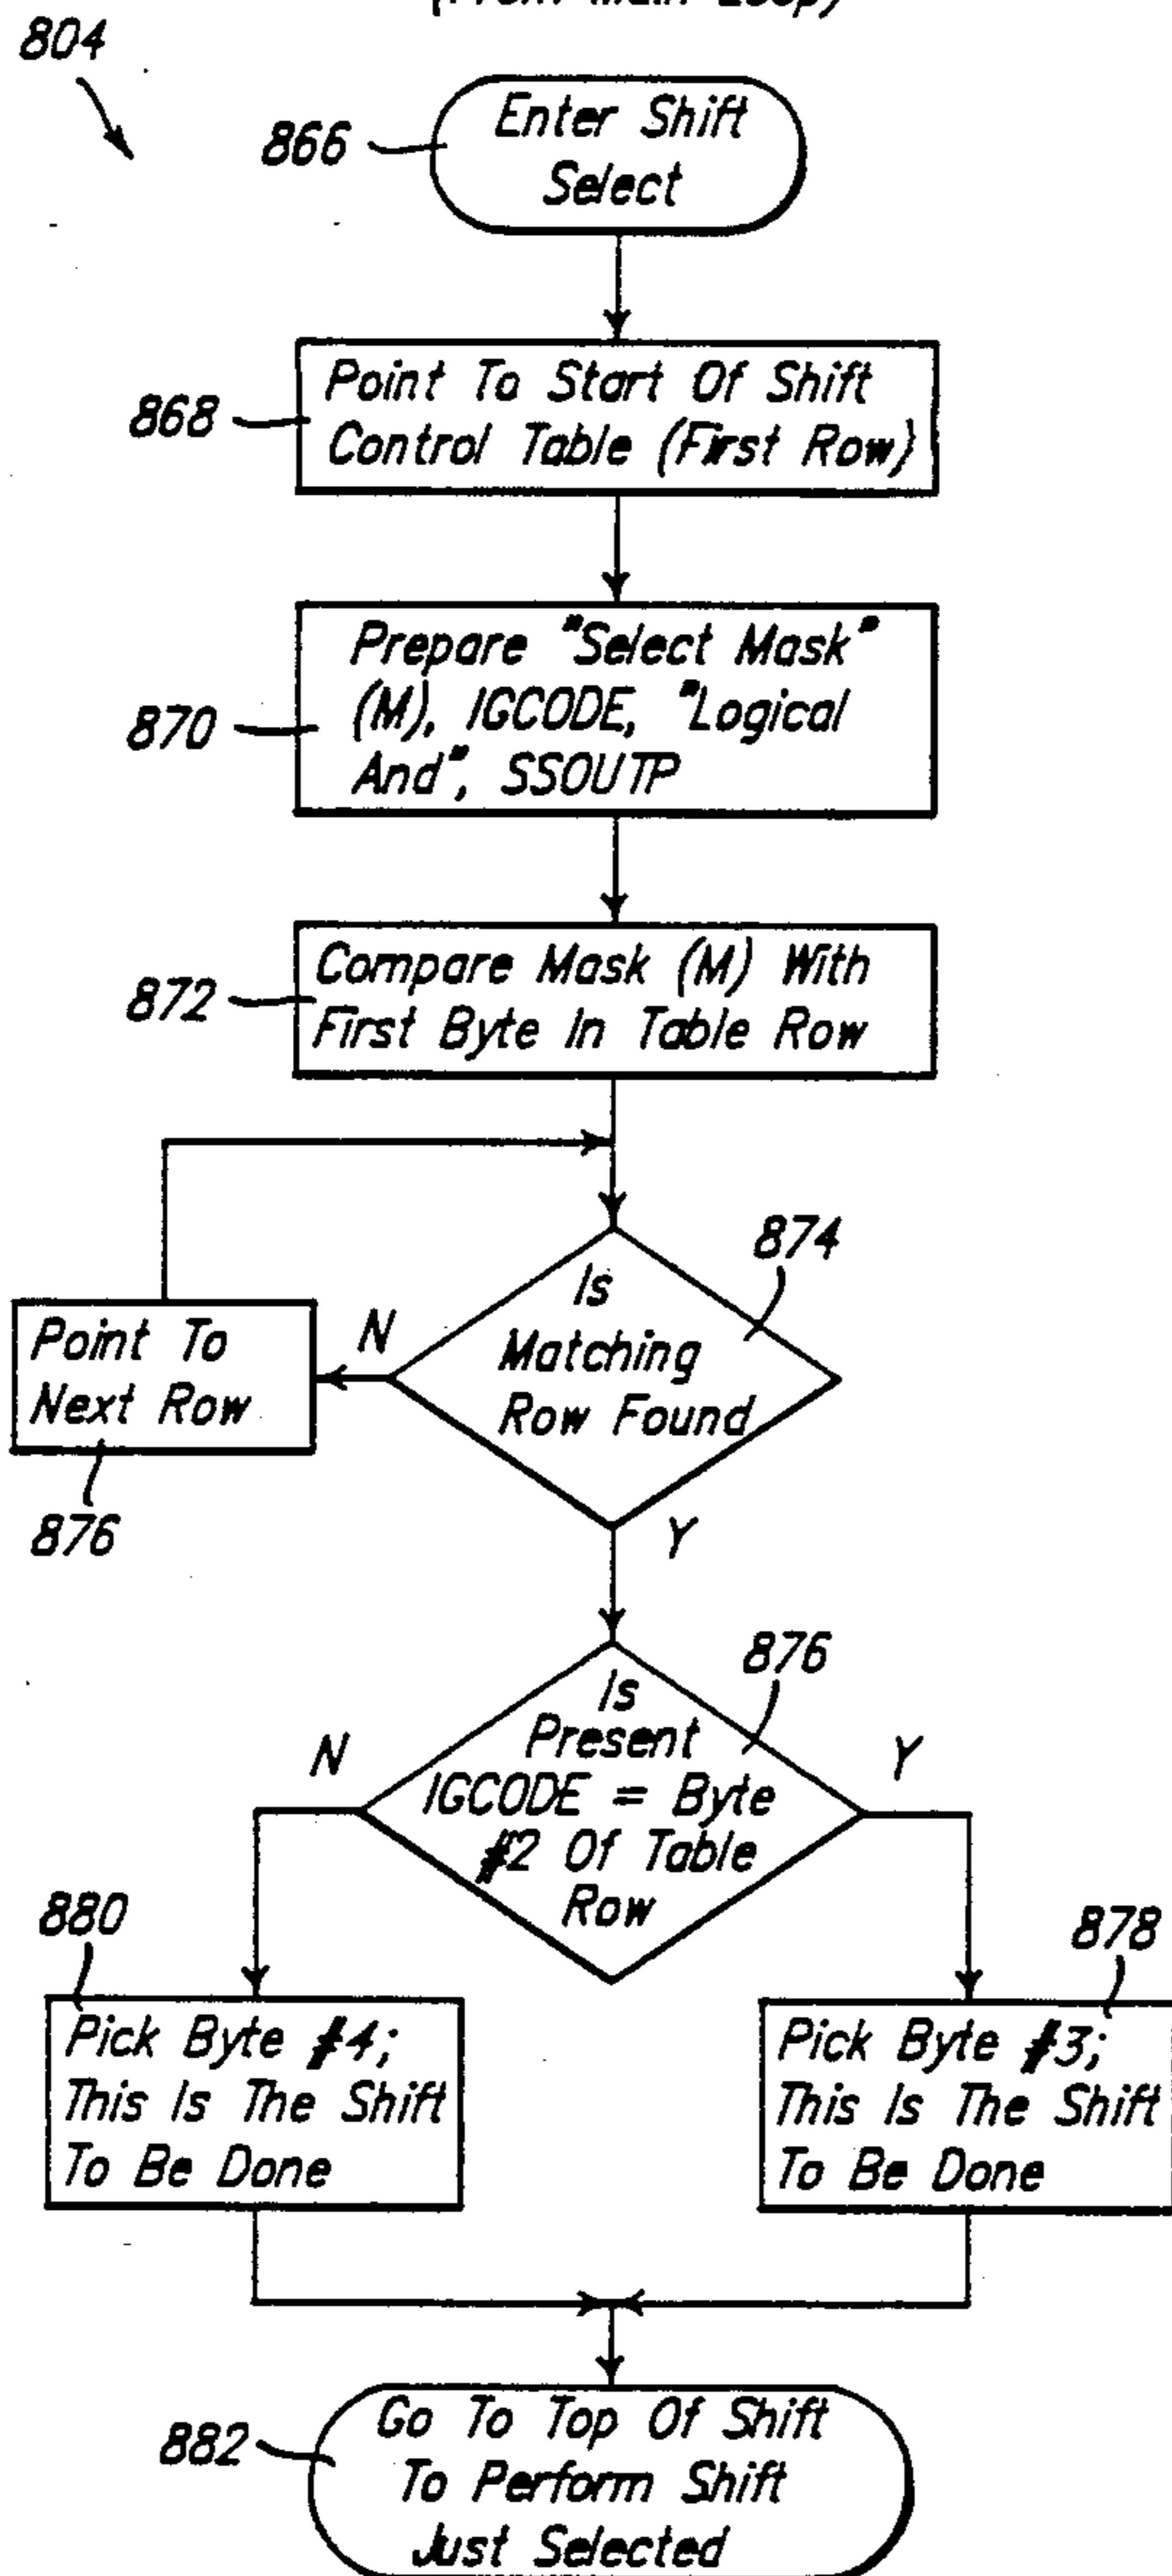 (From Main Loop)
804
866
Enter Shift
Select
868
Point To Start Of Shift
Control Table (First Row)
870
Prepare "Select Mask"
(M), IGCODE, "Logical
And", SSOUTP
872
Compare Mask (M) With
First Byte In Table Row
874
Is
Matching
Row Found
N
Point To
Next Row
876
Y
876
Is
Present
IGCODE = Byte
#2 Of Table
Row
N
Y
880
Pick Byte #4;
This Is The Shift
To Be Done
878
Pick Byte #3;
This Is The Shift
To Be Done
882
Go To Top Of Shift
To Perform Shift
Just Selected